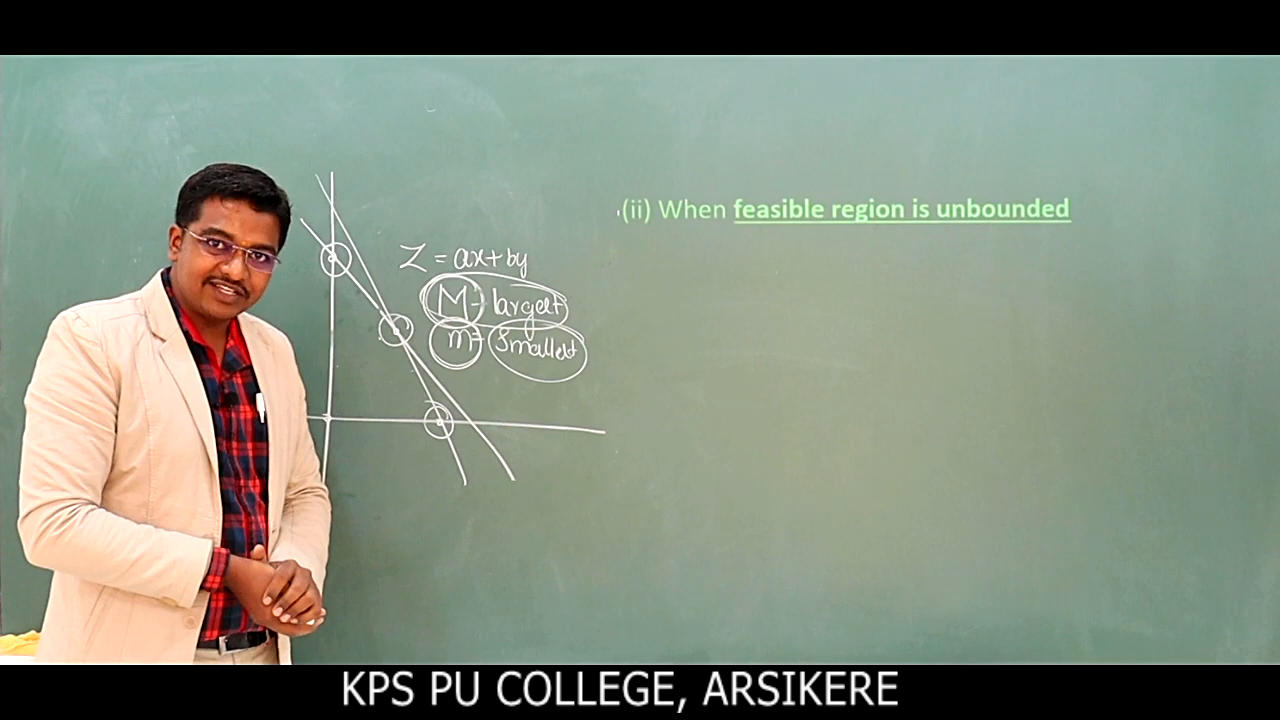 Z = ax + by
M - largest
m - Smallest
(ii) When feasible region is unbounded
KPS PU COLLEGE, ARSIKERE